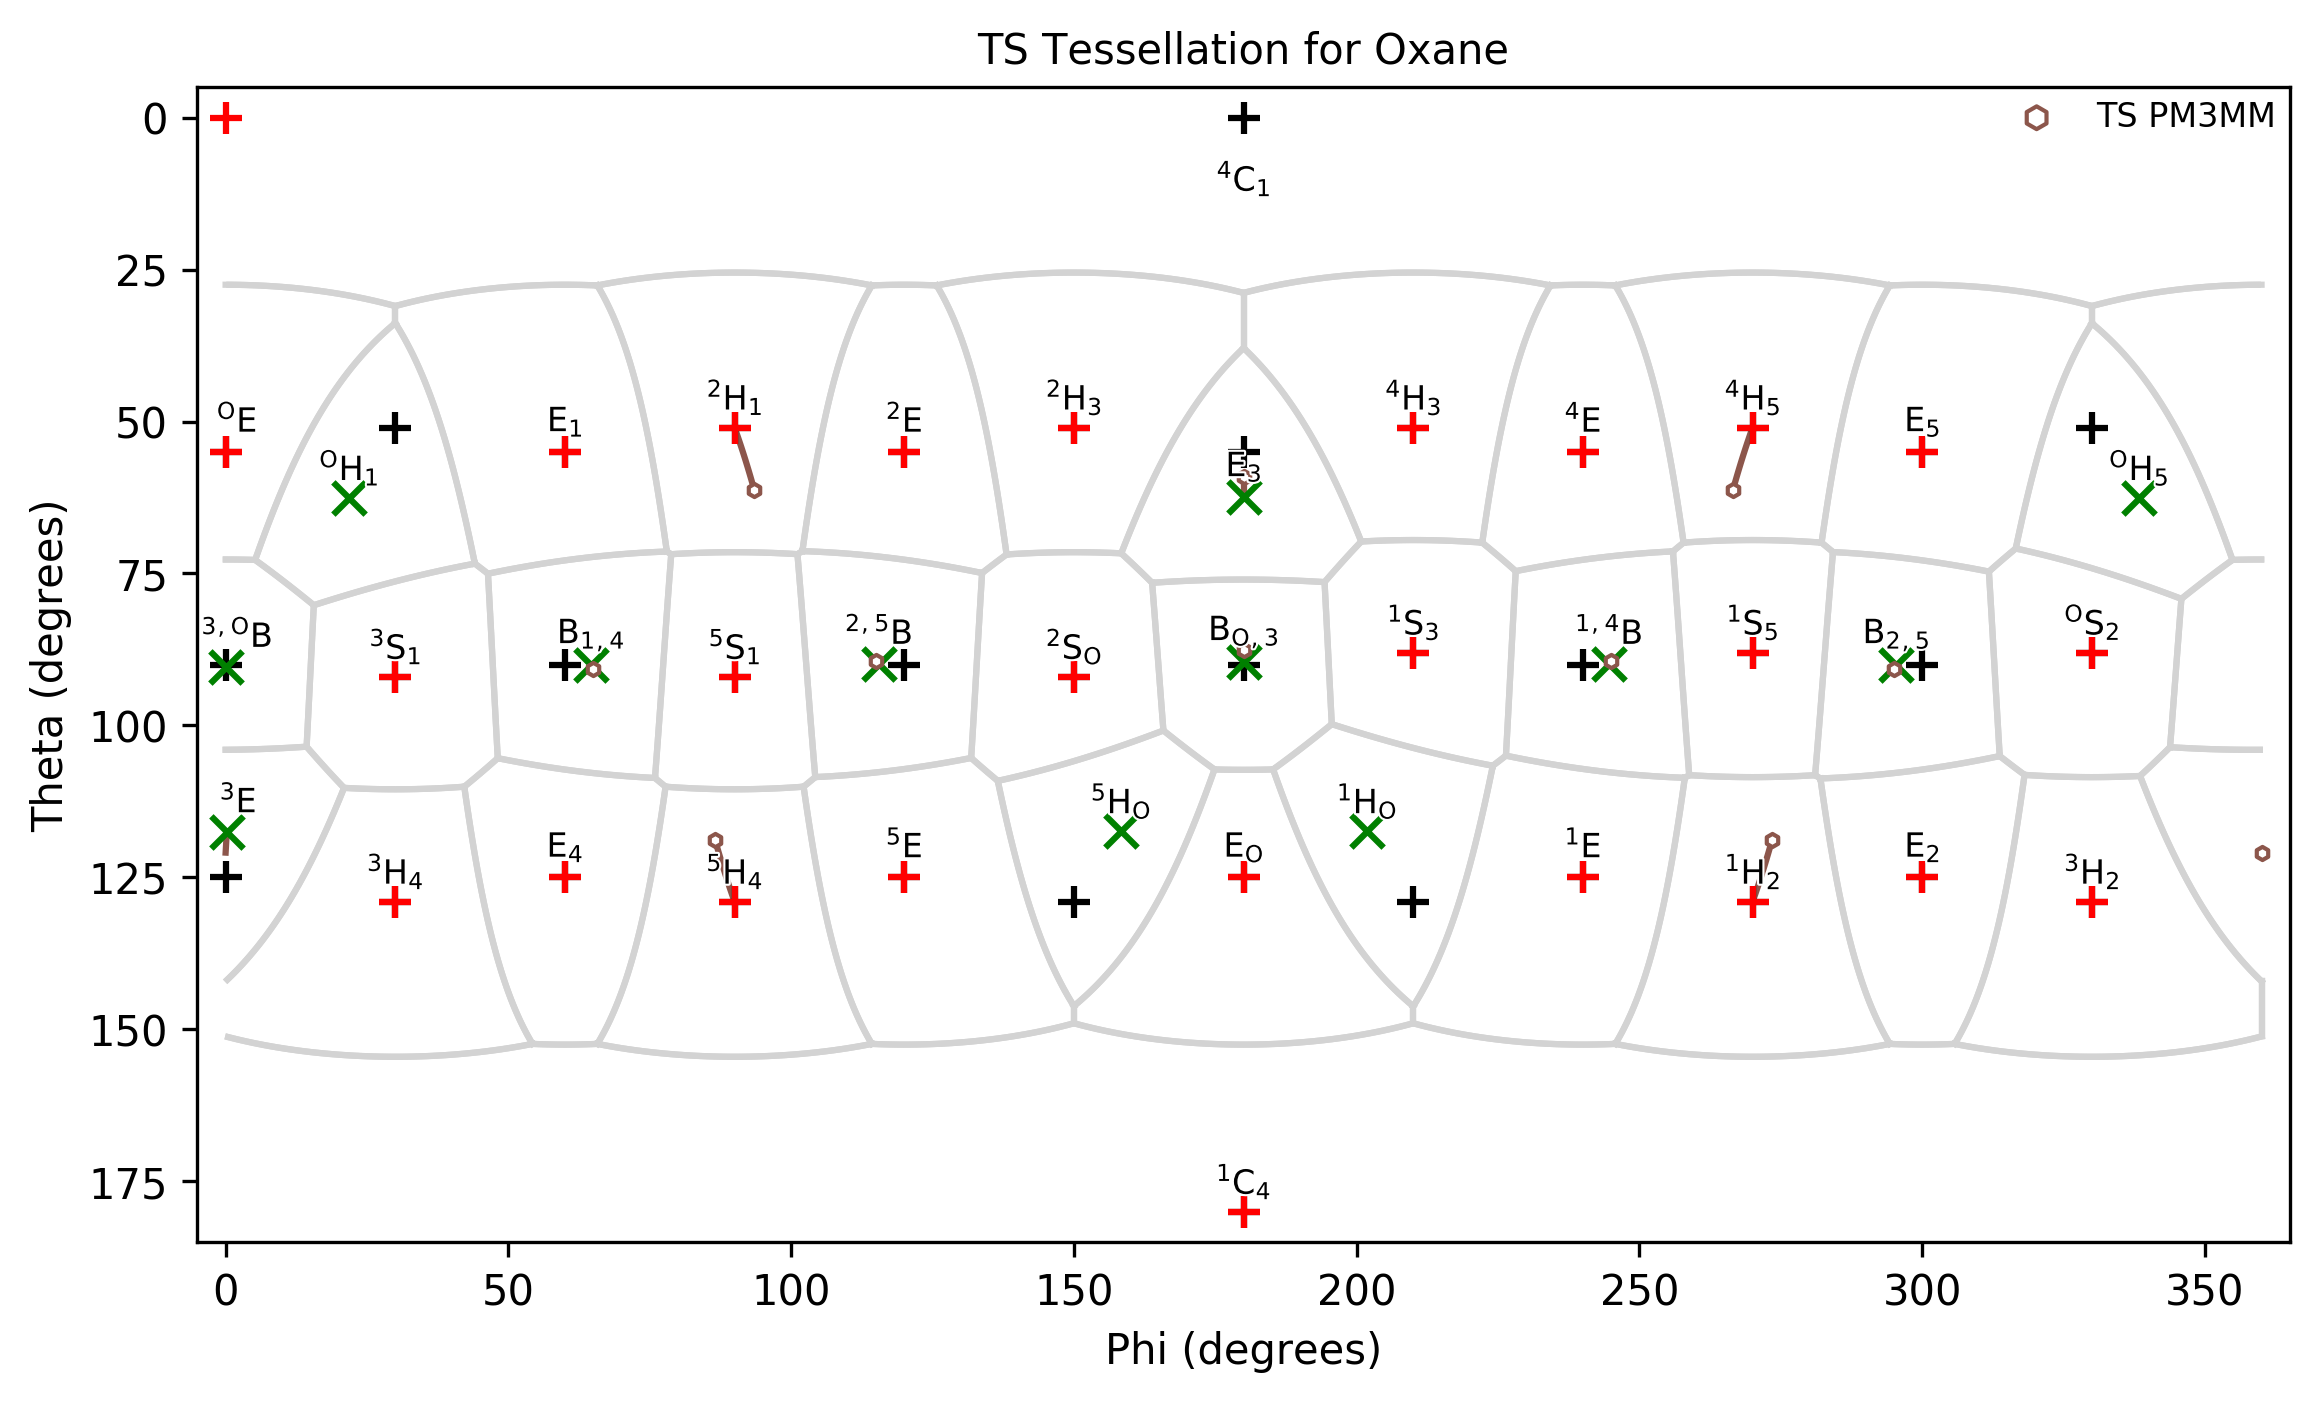 TS Tessellation for Oxane
0
TS PM3MM
⁴C₁
25
²H₁ ²H₃ ⁴H₃ ⁴H₅
50
ᴼE E₁ ²E ⁴E E₅
ᴼH₁ E₃ ᴼH₅
75
³,ᴼB ³S₁ B₁,₄ ⁵S₁ ²,⁵B ²Sₒ Bₒ,₃ ¹S₃ ¹,⁴B ¹S₅ B₂,₅ ᴼS₂
100
³E ⁵Hₒ ¹Hₒ
E₄ ⁵E Eₒ ¹E E₂
³H₄ ⁵H₄ ¹H₂ ³H₂
125
150
175
¹C₄
0 50 100 150 200 250 300 350
Phi (degrees)
Theta (degrees)